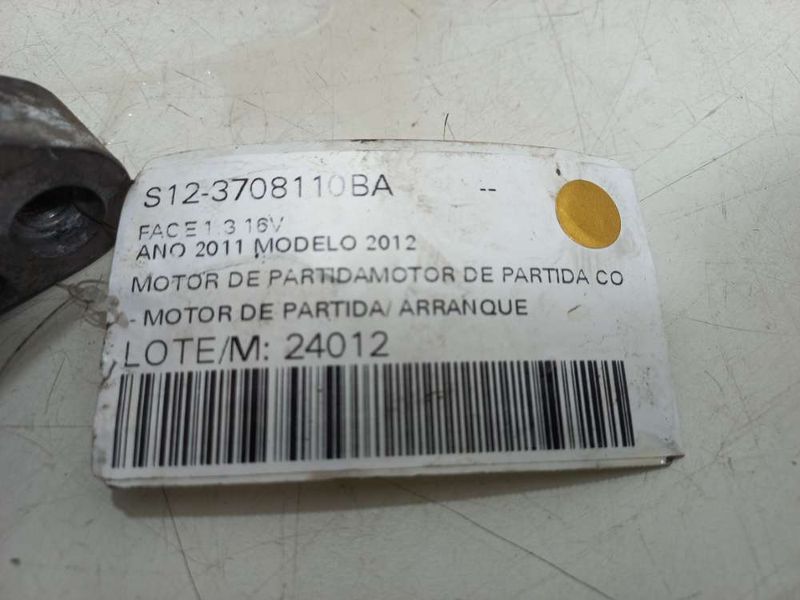 S12-3708110BA --
FACE 1.3 16V
ANO 2011 MODELO 2012
MOTOR DE PARTIDAMOTOR DE PARTIDA CO
- MOTOR DE PARTIDA/ ARRANQUE
LOTE/M: 24012